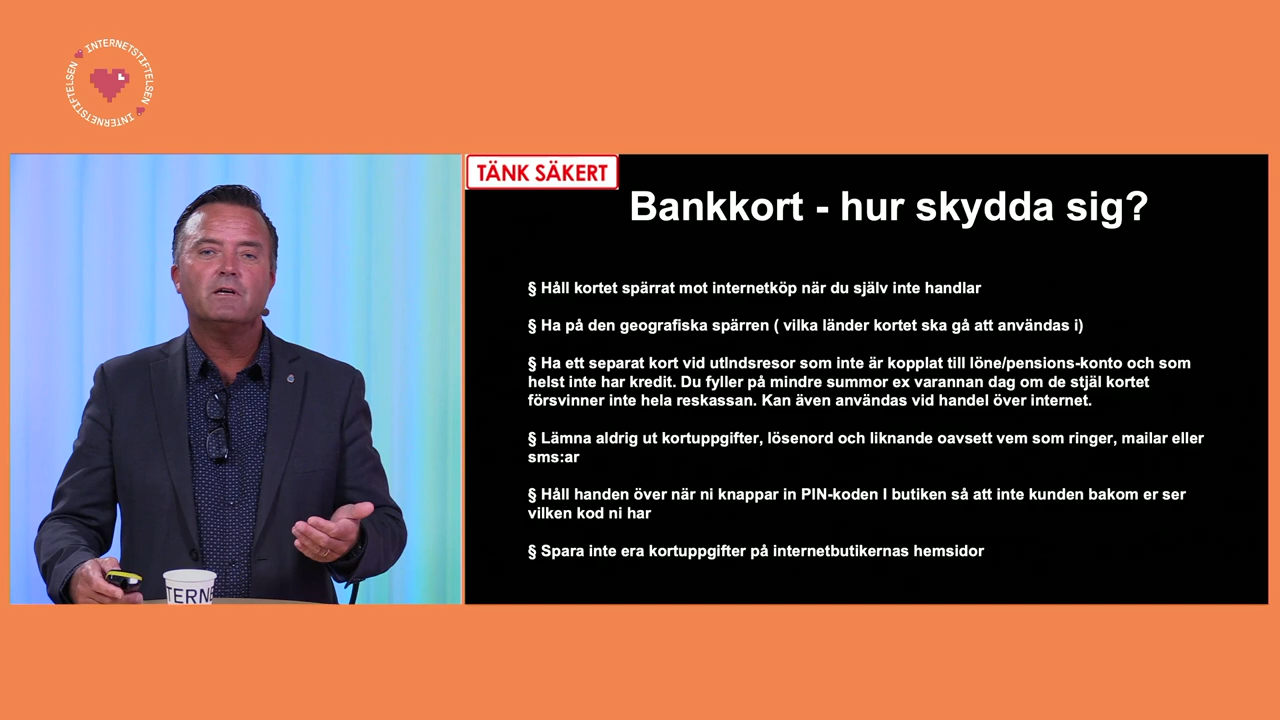 INTERNETSTIFTELSEN
INTERNETSTIFTELSEN
TÄNK SÄKERT
Bankkort - hur skydda sig?
§ Håll kortet spärrat mot internetköp när du själv inte handlar
§ Ha på den geografiska spärren ( vilka länder kortet ska gå att användas i)
§ Ha ett separat kort vid utlndsresor som inte är kopplat till löne/pensions-konto och som
helst inte har kredit. Du fyller på mindre summor ex varannan dag om de stjäl kortet
försvinner inte hela reskassan. Kan även användas vid handel över internet.
§ Lämna aldrig ut kortuppgifter, lösenord och liknande oavsett vem som ringer, mailar eller
sms:ar
§ Håll handen över när ni knappar in PIN-koden I butiken så att inte kunden bakom er ser
vilken kod ni har
§ Spara inte era kortuppgifter på internetbutikernas hemsidor
TERNE